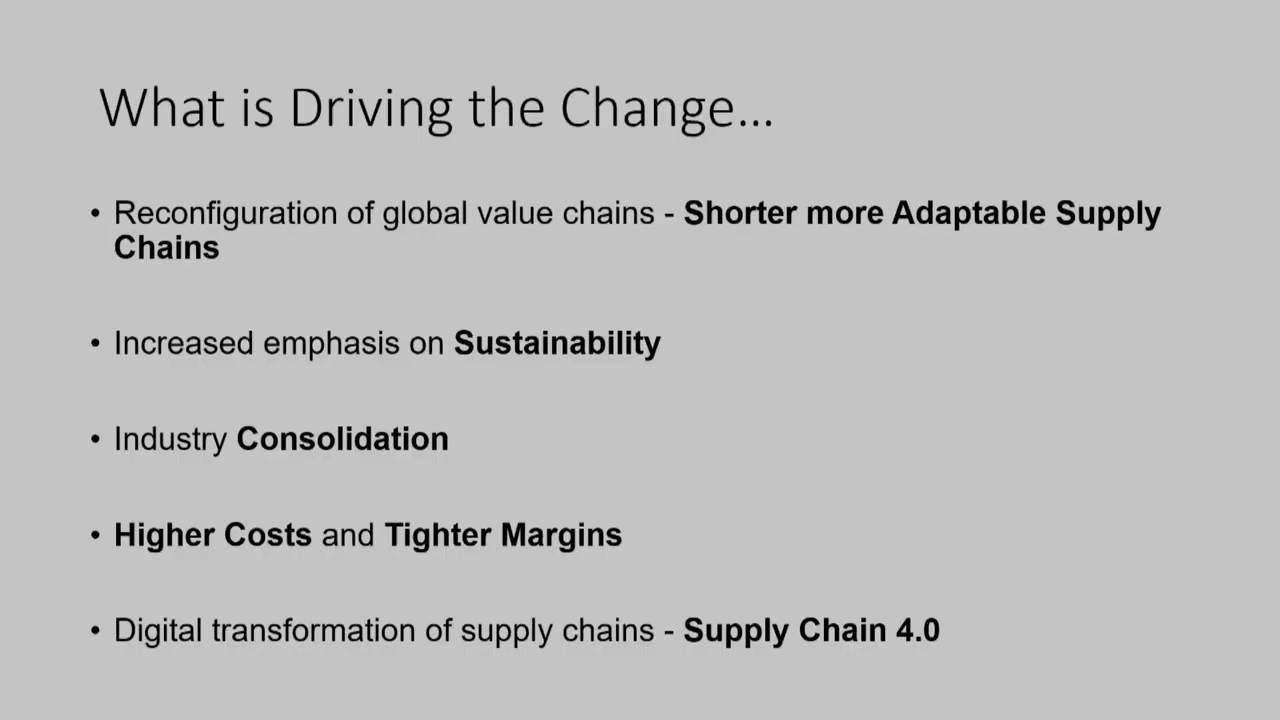 What is Driving the Change...
• Reconfiguration of global value chains - Shorter more Adaptable Supply
Chains
• Increased emphasis on Sustainability
• Industry Consolidation
• Higher Costs and Tighter Margins
• Digital transformation of supply chains - Supply Chain 4.0